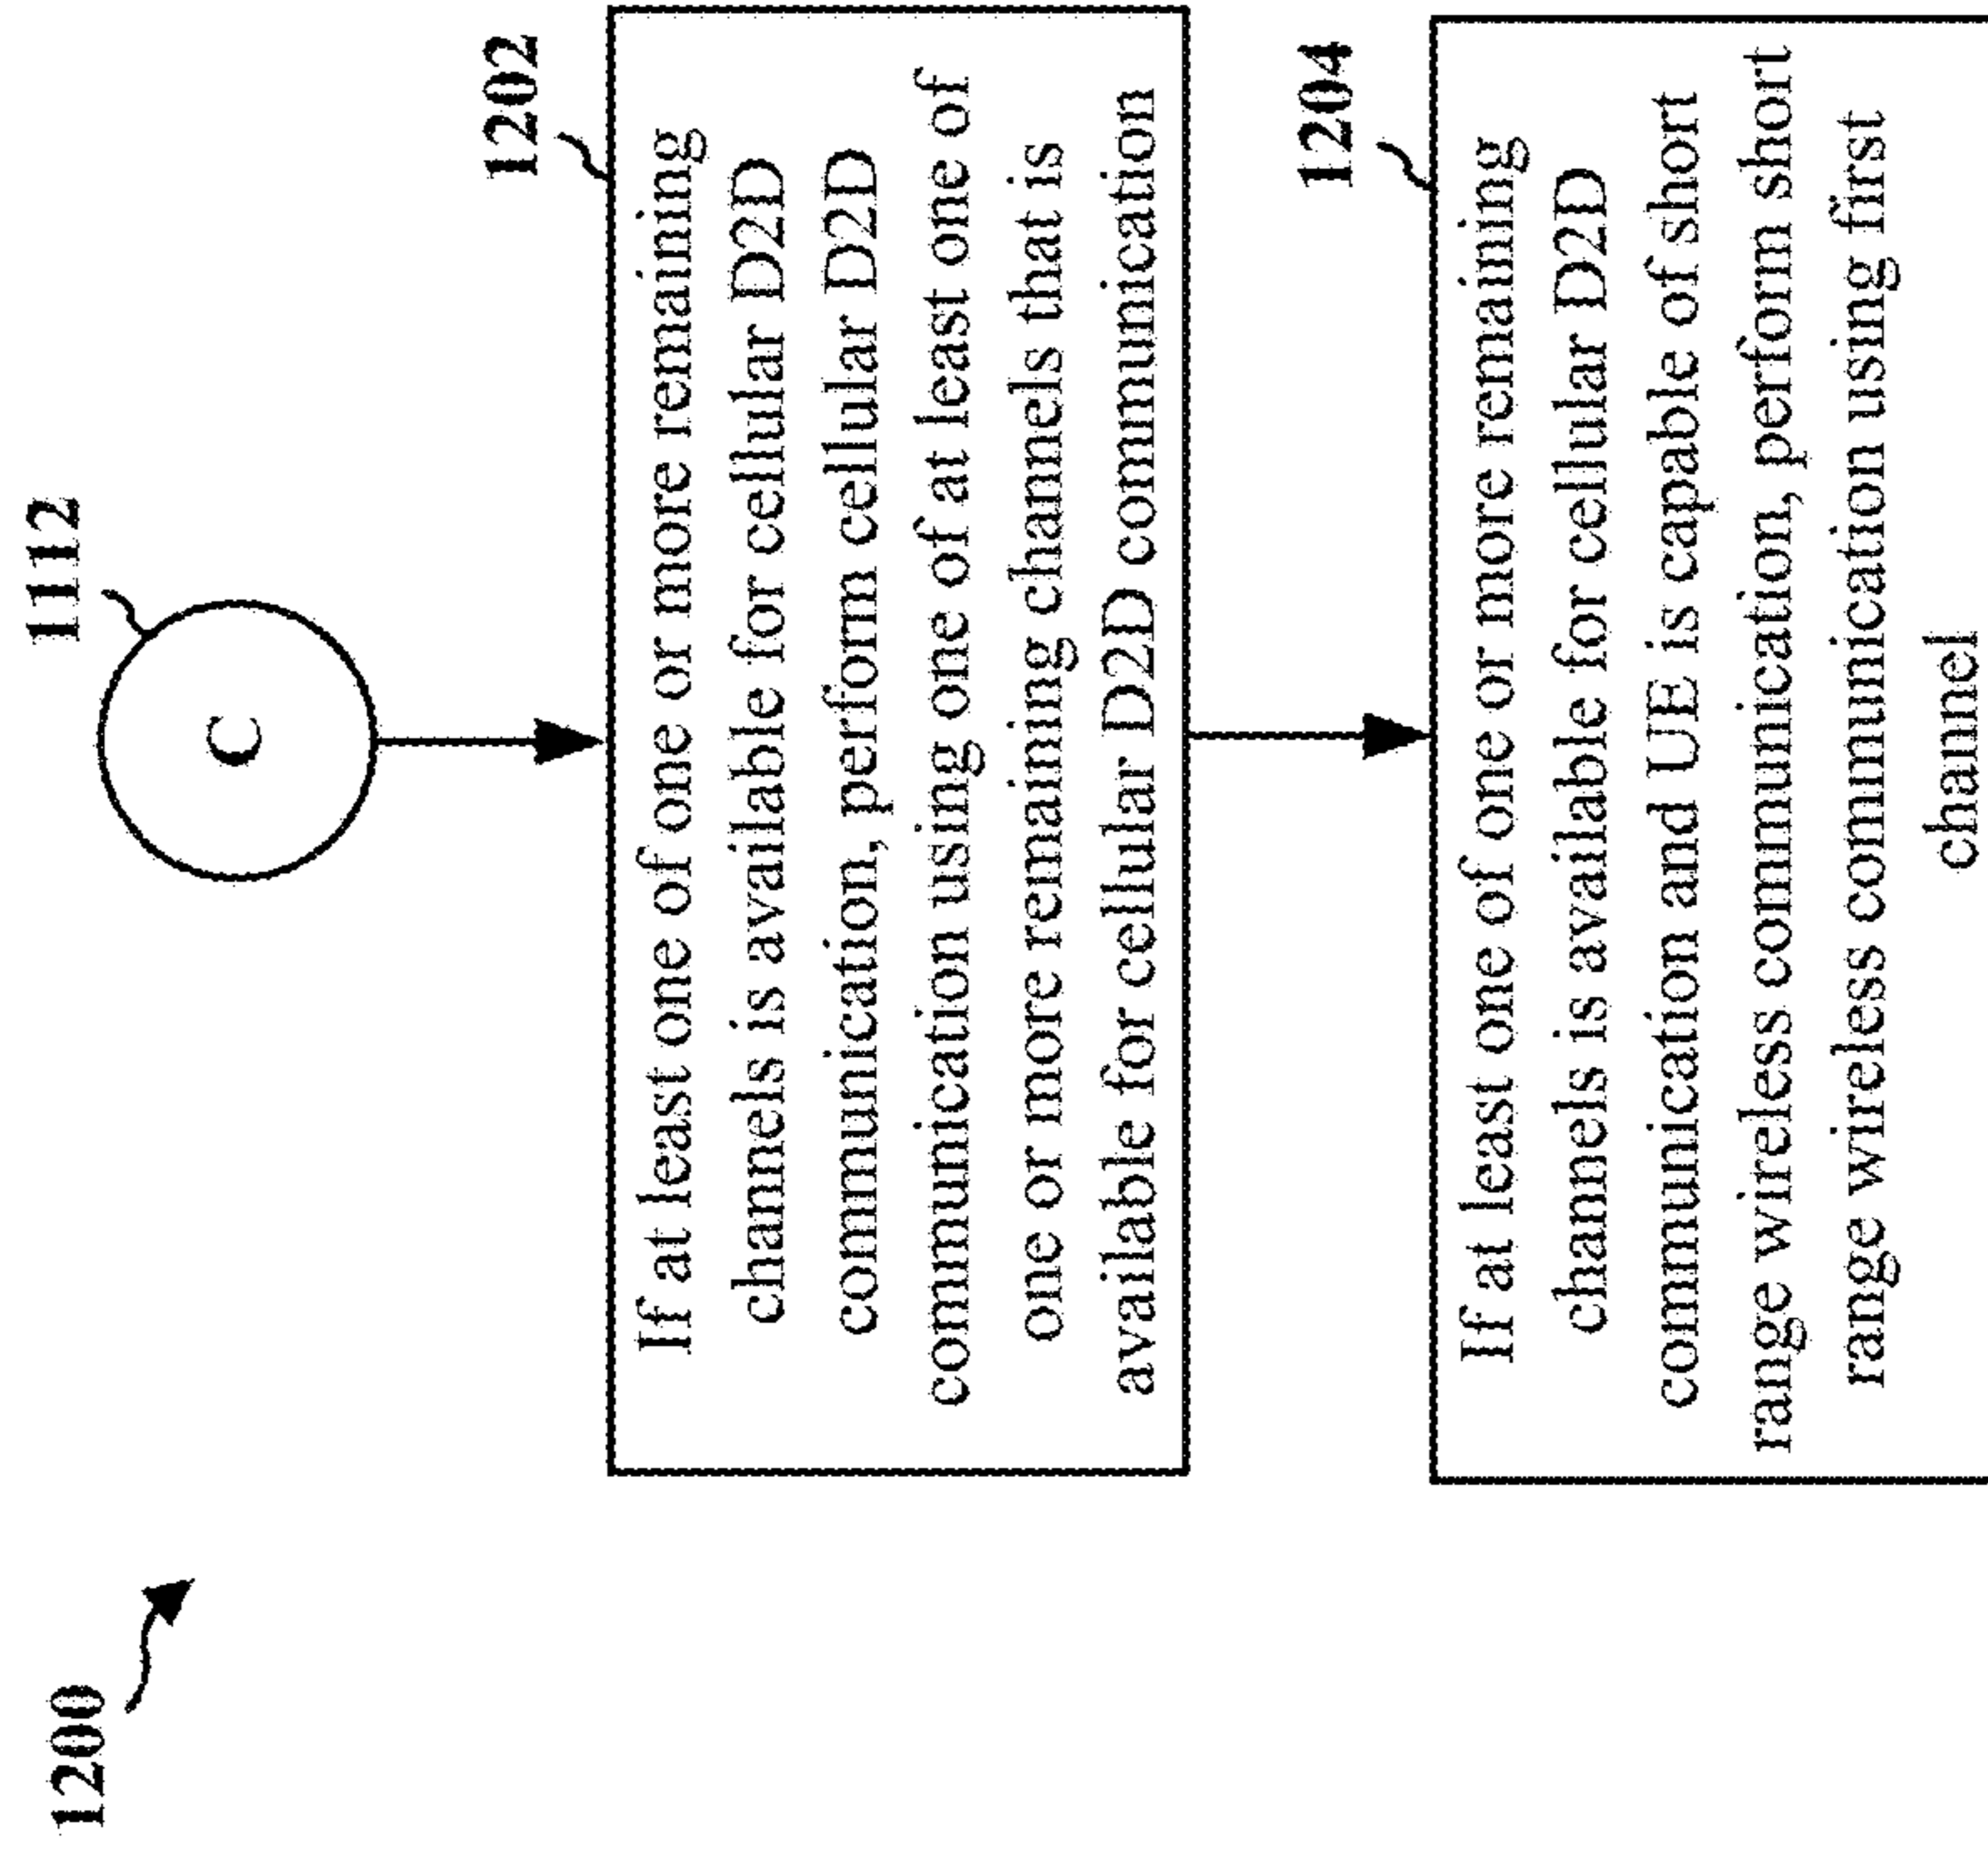 1200
1112
C
1202
If at least one of one or more remaining
channels is available for cellular D2D
communication, perform cellular D2D
communication using one of at least one of
one or more remaining channels that is
available for cellular D2D communication
1204
If at least one of one or more remaining
channels is available for cellular D2D
communication and UE is capable of short
range wireless communication, perform short
range wireless communication using first
channel